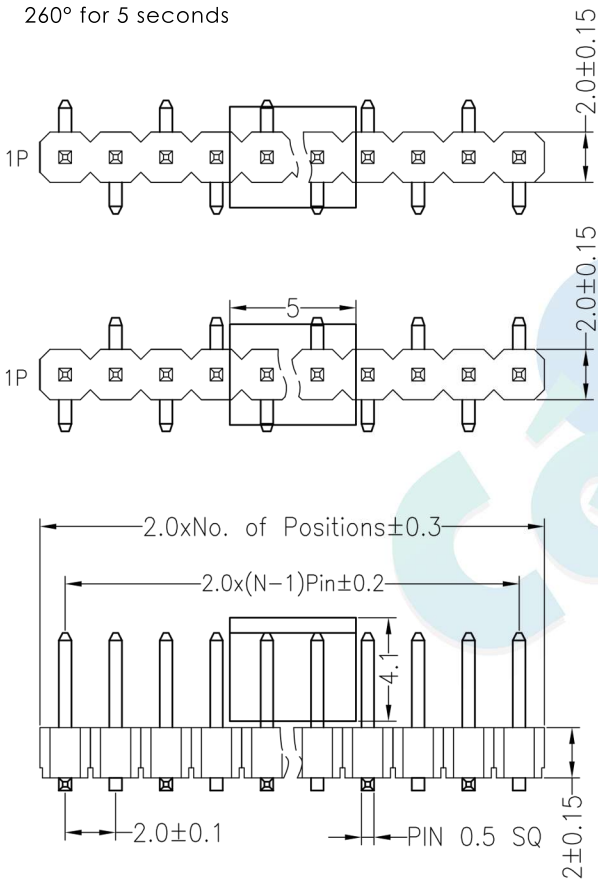 260° for 5 seconds
2.0±0.15
1P
5
2.0±0.15
1P
2.0xNo. of Positions±0.3
2.0x(N-1)Pin±0.2
4.1
2.0±0.1
PIN 0.5 SQ
2±0.15